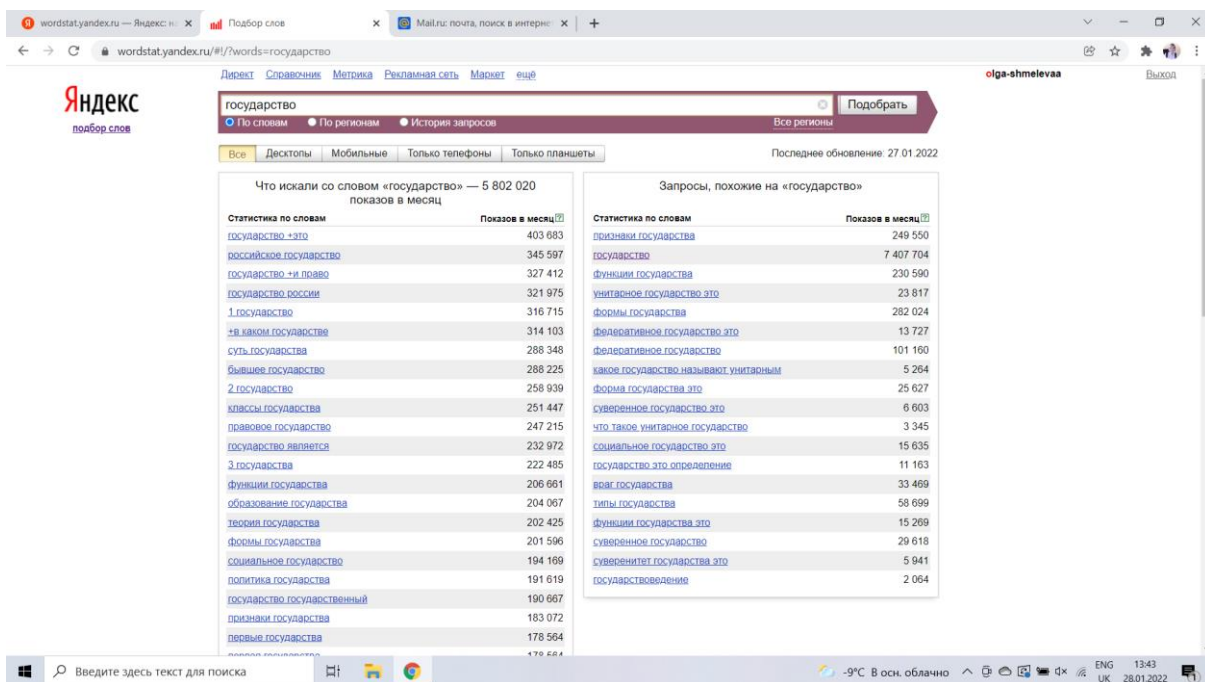 wordstat.yandex.ru — Яндекс: н
Подбор слов
Mail.ru: почта, поиск в интернет
wordstat.yandex.ru/#!/?words=государство
Директ Справочник Метрика Рекламная сеть Маркет ещё
olga-shmelevaa
Выход
Яндекс
подбор слов
государство
Подобрать
По словам По регионам История запросов
Все регионы
Все Десктопы Мобильные Только телефоны Только планшеты
Последнее обновление: 27.01.2022
Что искали со словом «государство» — 5 802 020
показов в месяц
Статистика по словам Показов в месяц
государство +это 403 683
российское государство 345 597
государство +и право 327 412
государство россии 321 975
1 государство 316 715
+в каком государстве 314 103
суть государства 288 348
бывшее государство 288 225
2 государство 258 939
классы государства 251 447
правовое государство 247 215
государство является 232 972
3 государства 222 485
функции государства 206 661
образование государства 204 067
теория государства 202 425
формы государства 201 596
социальное государство 194 169
политика государства 191 619
государство государственный 190 667
признаки государства 183 072
первые государства 178 564
Запросы, похожие на «государство»
Статистика по словам Показов в месяц
признаки государства 249 550
государство 7 407 704
функции государства 230 590
унитарное государство это 23 817
формы государства 282 024
федеративное государство это 13 727
федеративное государство 101 160
какое государство называют унитарным 5 264
форма государства это 25 627
суверенное государство это 6 603
что такое унитарное государство 3 345
социальное государство это 15 635
государство это определение 11 163
враг государства 33 469
типы государства 58 699
функции государства это 15 269
суверенное государство 29 618
суверенитет государства это 5 941
государствоведение 2 064
Введите здесь текст для поиска
-9°C В осн. облачно
ENG
UK
13:43
28.01.2022